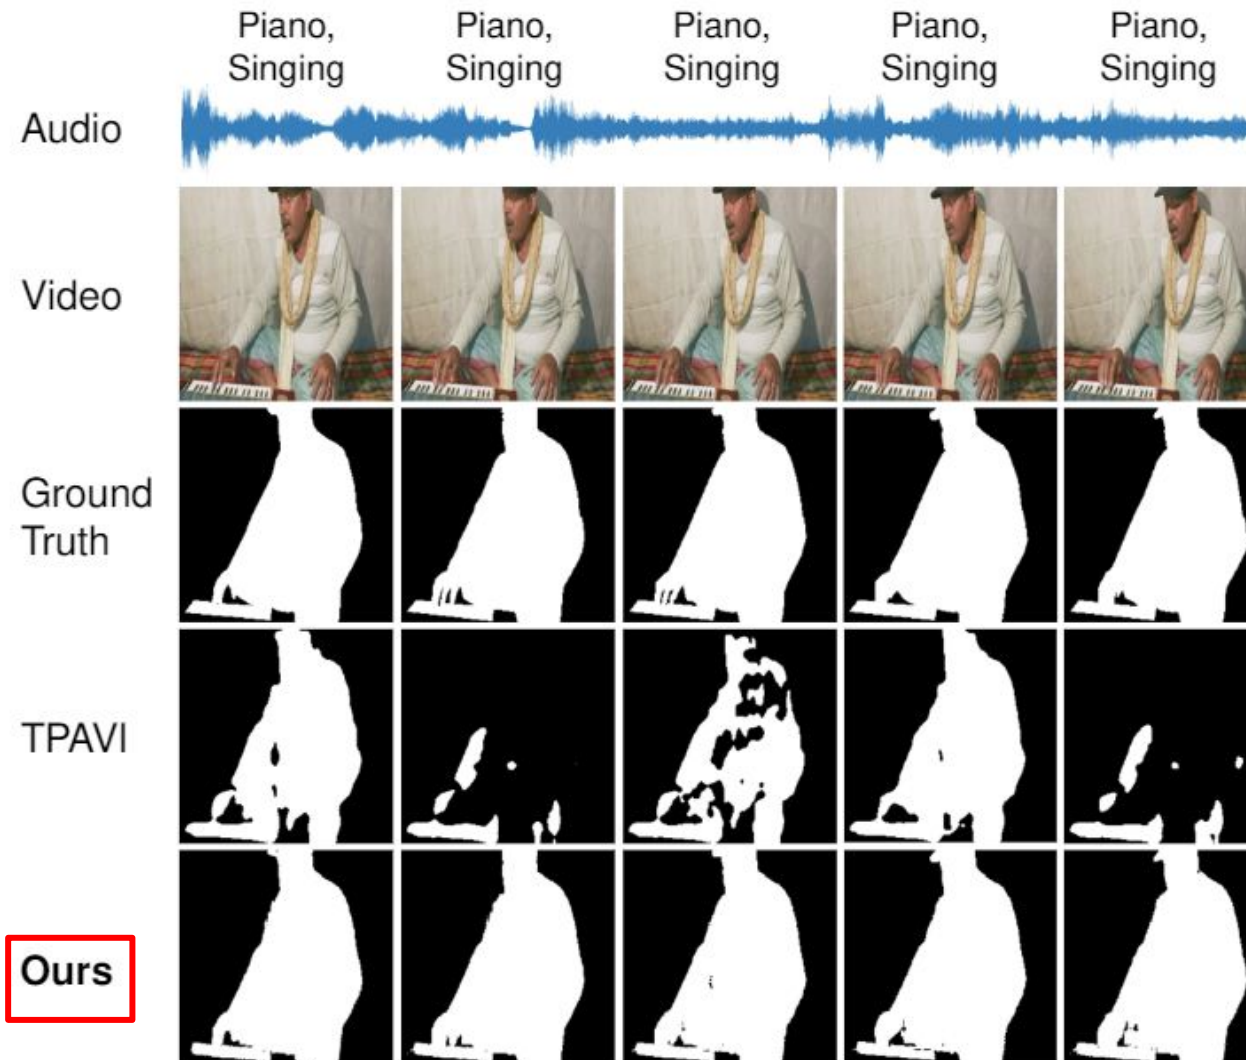 Piano,
Singing
Piano,
Singing
Piano,
Singing
Piano,
Singing
Piano,
Singing
Audio
Video
Ground
Truth
TPAVI
Ours